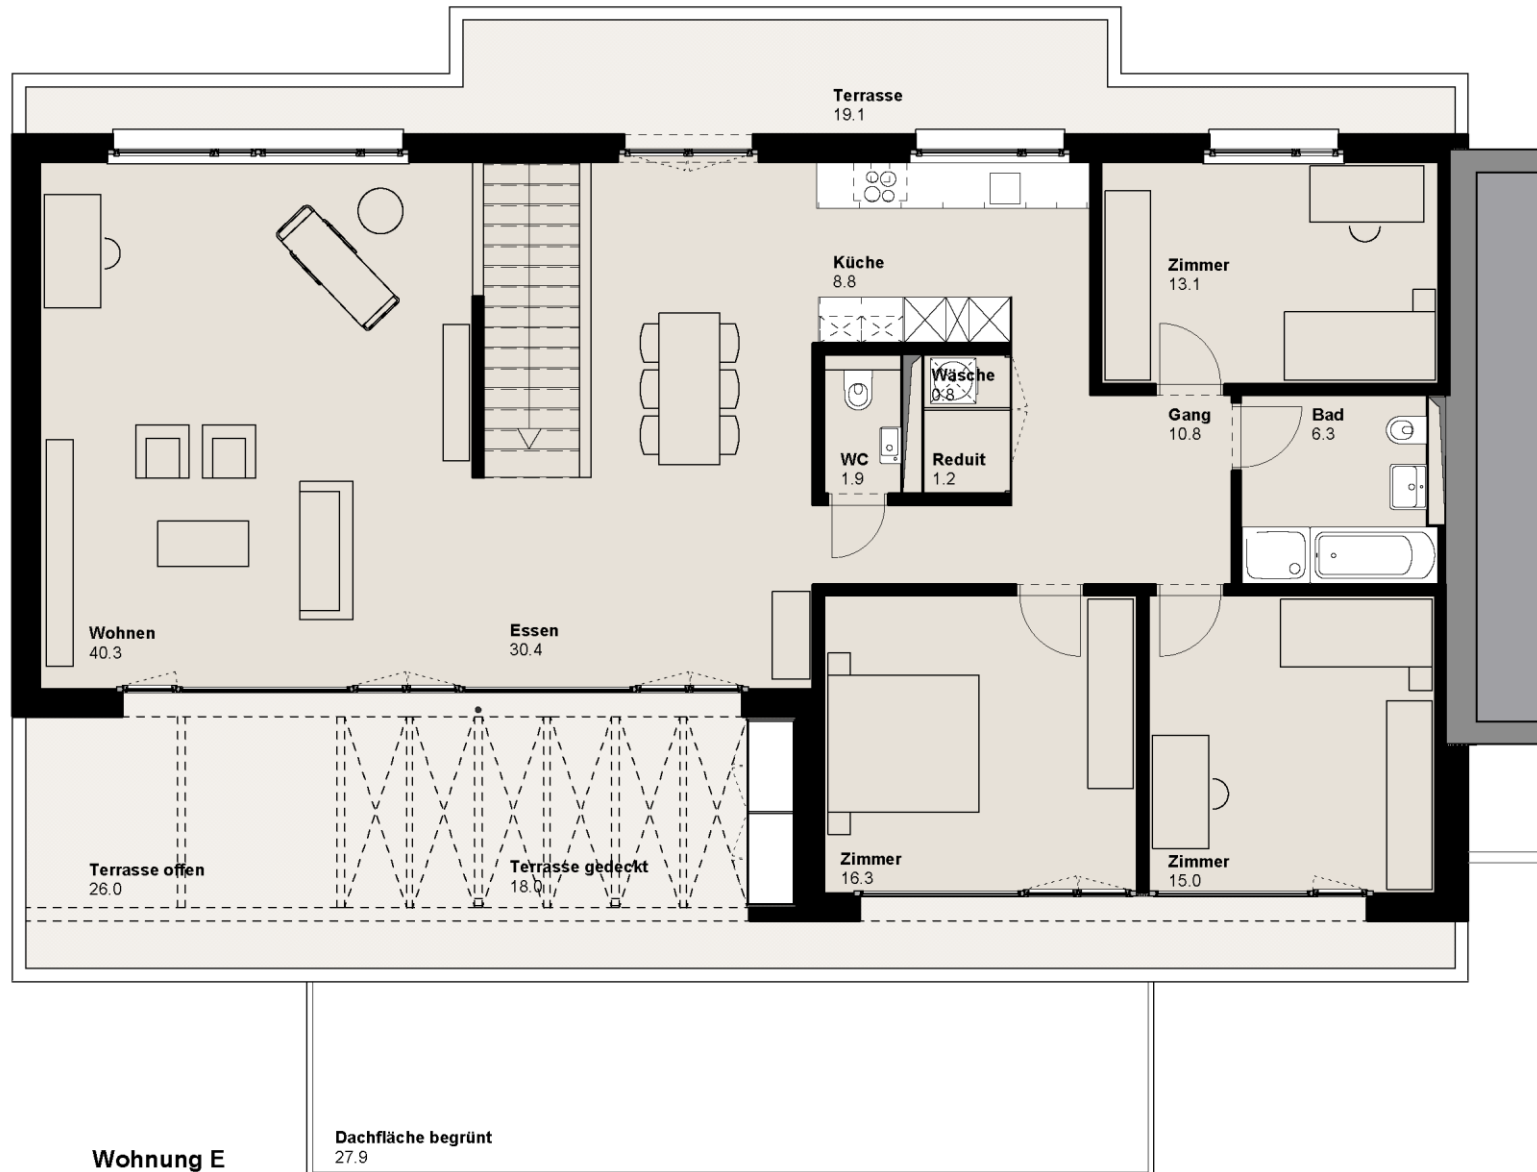 Terrasse
19.1
Küche
8.8
Zimmer
13.1
Wäsche
0.8
Gang
10.8
Bad
6.3
WC
1.9
Reduit
1.2
Wohnen
40.3
Essen
30.4
Terrasse offen
26.0
Terrasse gedeckt
18.0
Zimmer
16.3
Zimmer
15.0
Dachfläche begrünt
27.9
Wohnung E